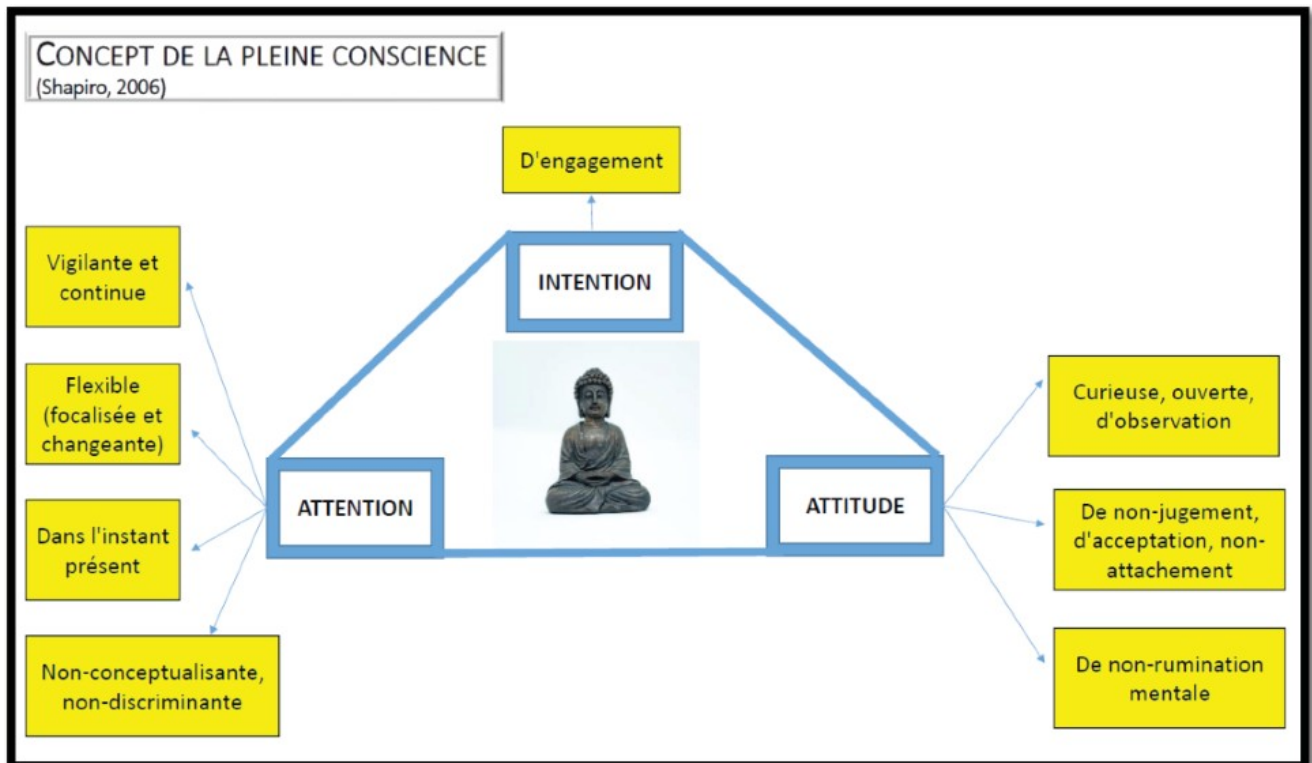 CONCEPT DE LA PLEINE CONSCIENCE
(Shapiro, 2006)
D'engagement
INTENTION
Vigilante et
continue
Flexible
(focalisée et
changeante)
Dans l'instant
présent
Non-conceptualisante,
non-discriminante
ATTENTION
ATTITUDE
Curieuse, ouverte,
d'observation
De non-jugement,
d'acceptation, non-
attachement
De non-rumination
mentale